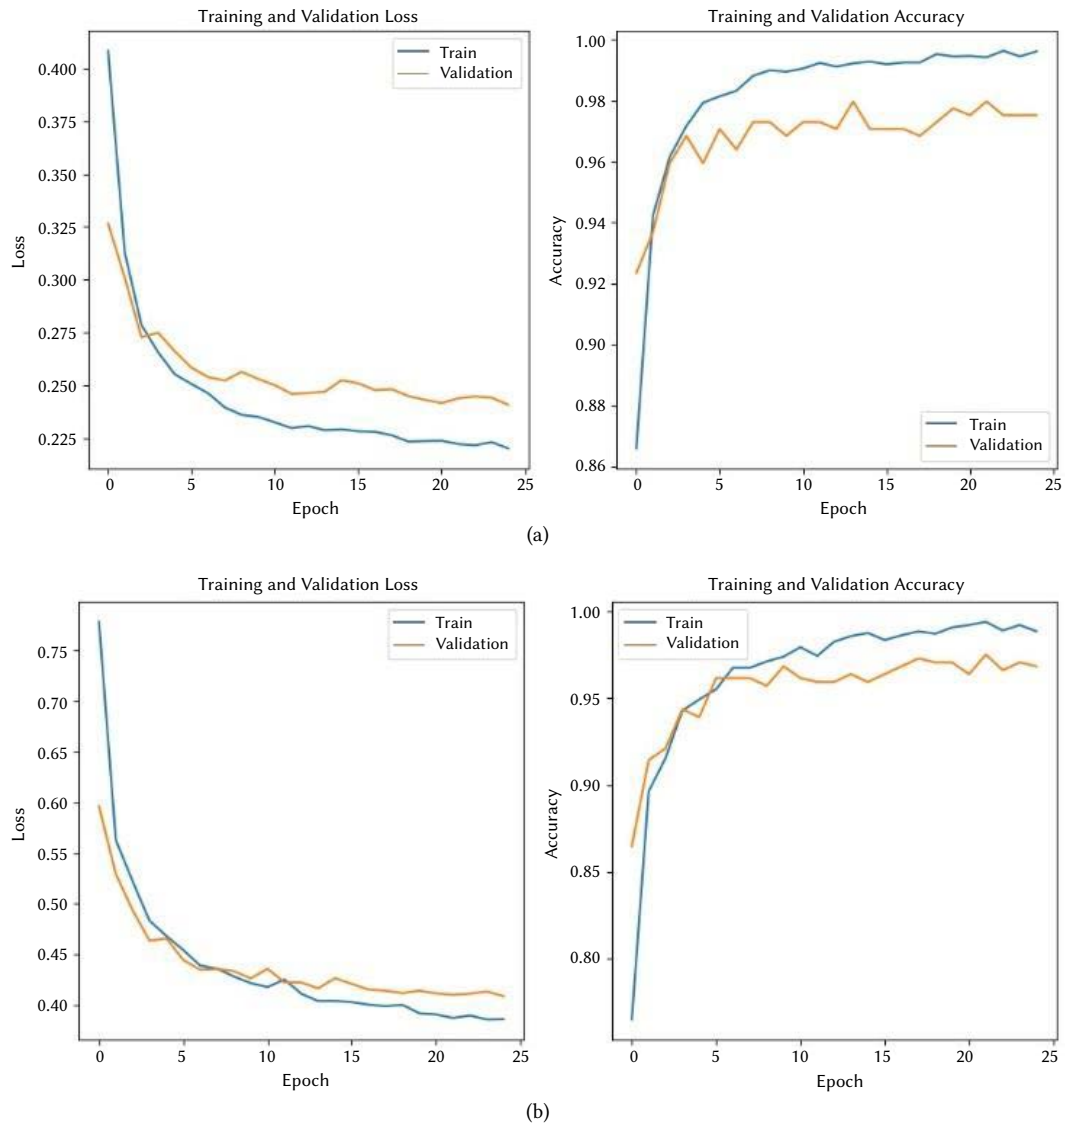 Training and Validation Loss
Train
Validation
0.400
0.375
0.350
0.325
0.300
0.275
0.250
0.225
Loss
0 5 10 15 20 25
Epoch
Training and Validation Accuracy
1.00
0.98
0.96
0.94
0.92
0.90
0.88
0.86
Accuracy
Train
Validation
0 5 10 15 20 25
Epoch
(a)
Training and Validation Loss
Train
Validation
0.75
0.70
0.65
0.60
0.55
0.50
0.45
0.40
Loss
0 5 10 15 20 25
Epoch
Training and Validation Accuracy
Train
Validation
1.00
0.95
0.90
0.85
0.80
Accuracy
0 5 10 15 20 25
Epoch
(b)